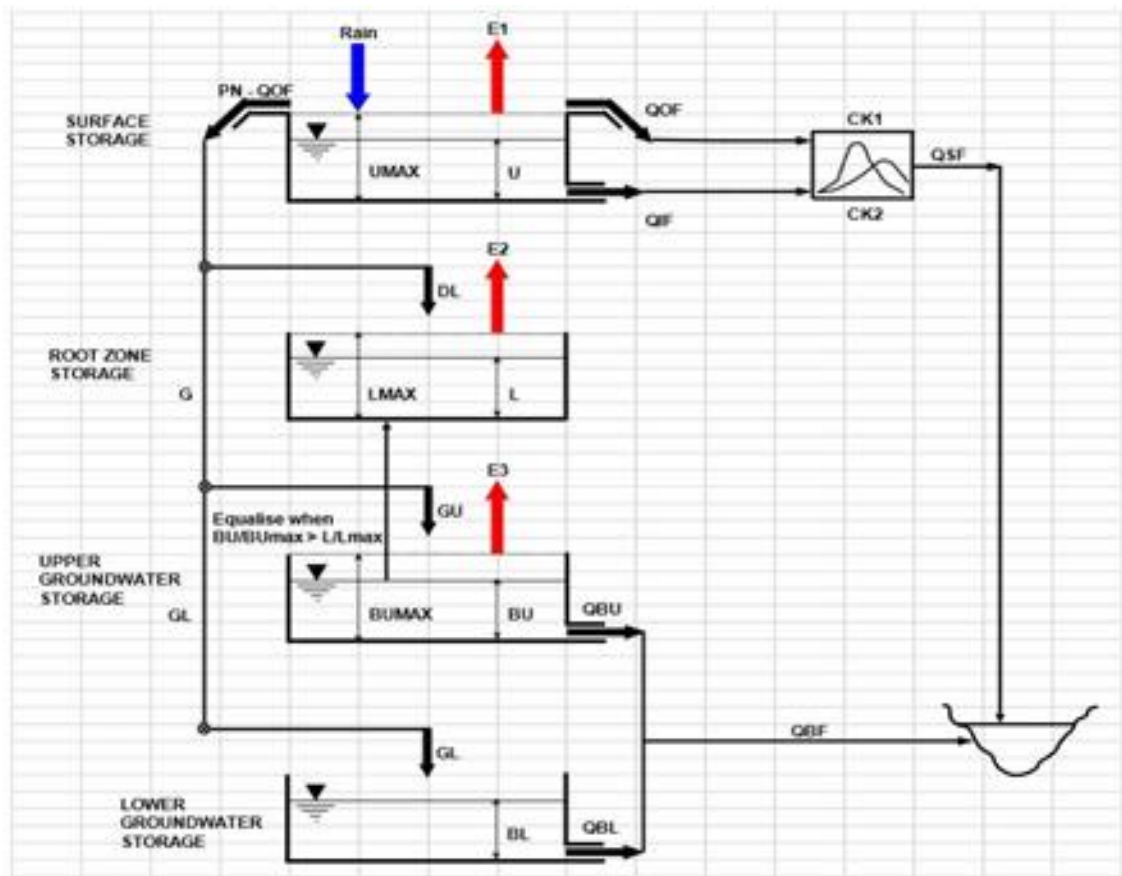 Rain
E1
PN - QOF
QOF
SURFACE
STORAGE
CK1
QSF
UMAX
U
CK2
QIF
E2
DL
ROOT ZONE
STORAGE
G
LMAX
L
E3
GU
Equalise when
BU/BUmax > L/Lmax
UPPER
GROUNDWATER
STORAGE
GL
BUMAX
BU
QBU
QBF
GL
LOWER
GROUNDWATER
STORAGE
BL
QBL